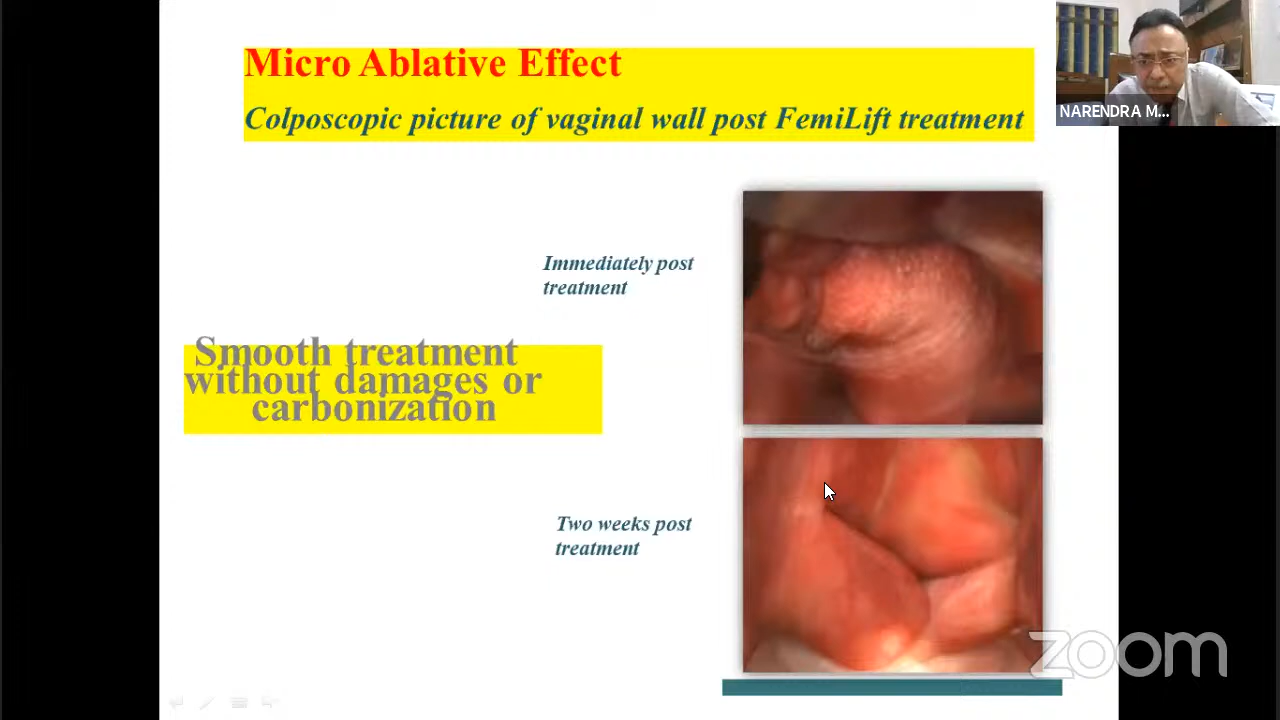 Micro Ablative Effect
Colposcopic picture of vaginal wall post FemiLift treatment
NARENDRA M...
Immediately post
treatment
Smooth treatment
without damages or
carbonization
Two weeks post
treatment
zoom